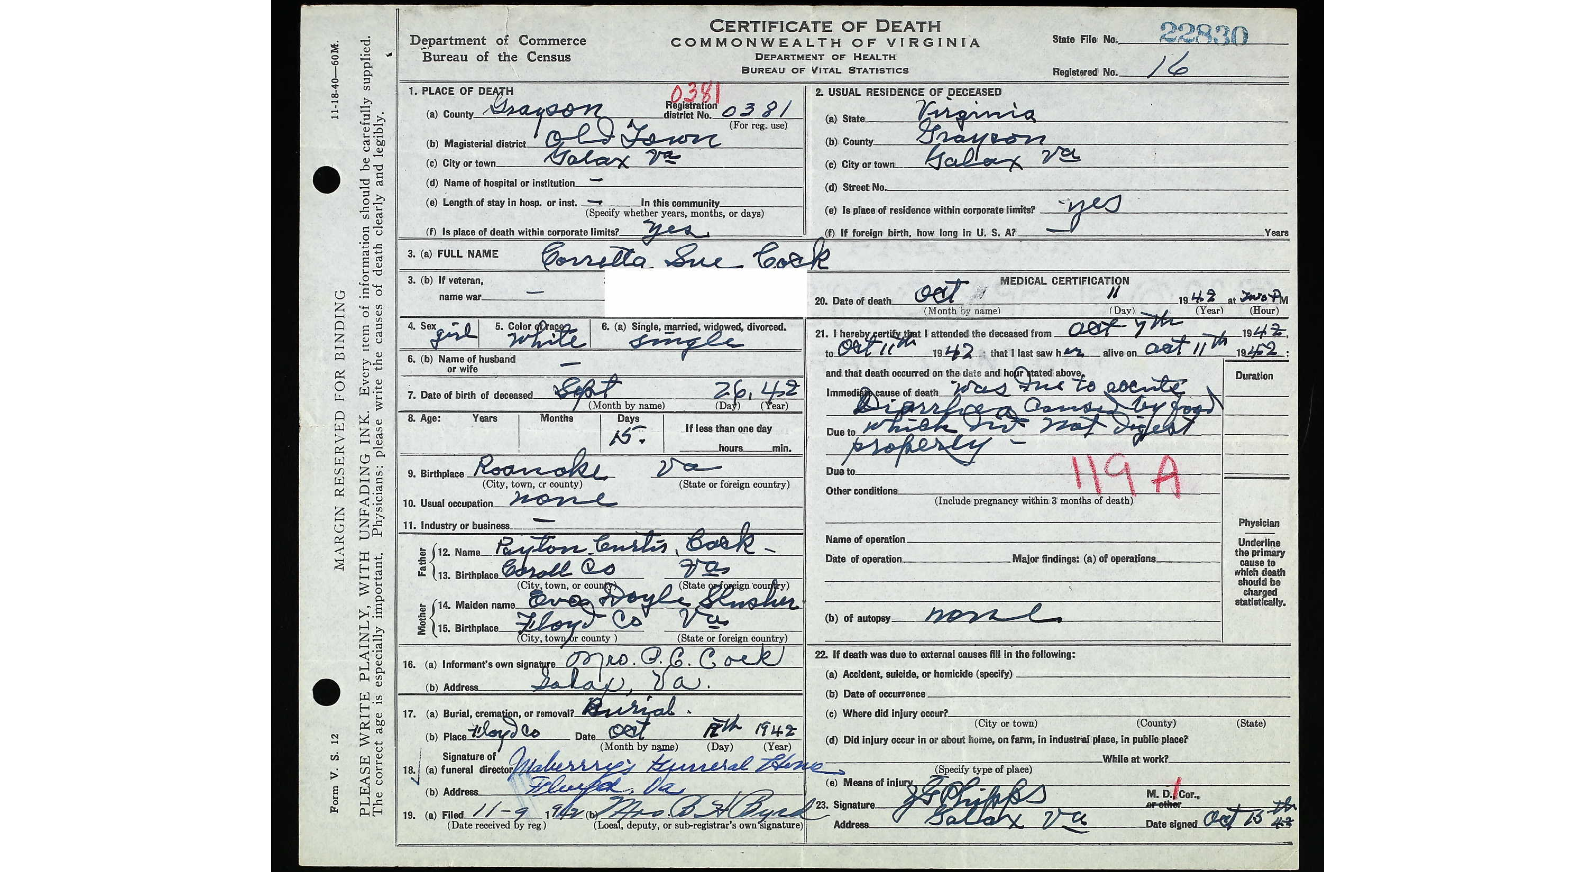 CERTIFICATE OF DEATH
COMMONWEALTH OF VIRGINIA
DEPARTMENT OF HEALTH
BUREAU OF VITAL STATISTICS
Department of Commerce
Bureau of the Census
State File No. 22830
Registered No. 16
11-18-40—60M.
MARGIN RESERVED FOR BINDING
Form V. S. 12
PLEASE WRITE PLAINLY, WITH UNFADING INK. Every item of information should be carefully supplied.
The correct age is especially important. Physicians: please write the causes of death clearly and legibly.
1. PLACE OF DEATH
0381
(a) County Grayson Registration district No. 0381
(For reg. use)
(b) Magisterial district Old Town
(c) City or town Galax Va
(d) Name of hospital or institution —
(e) Length of stay in hosp. or inst. — In this community
(Specify whether years, months, or days)
(f) Is place of death within corporate limits? yes
2. USUAL RESIDENCE OF DECEASED
(a) State Virginia
(b) County Grayson
(c) City or town Galax Va
(d) Street No.
(e) Is place of residence within corporate limits? yes
(f) If foreign birth, how long in U. S. A? — Years
3. (a) FULL NAME Corretta Sue Cock
3. (b) If veteran,
name war —
4. Sex girl 5. Color or race White 6. (a) Single, married, widowed, divorced. single
6. (b) Name of husband
or wife —
7. Date of birth of deceased Sept 26, 42
(Month by name) (Day) (Year)
8. Age: Years Months Days 15. If less than one day
hours min.
9. Birthplace Roanoke Va
(City, town, or county) (State or foreign country)
10. Usual occupation none
11. Industry or business —
Father
12. Name Peyton Curtis Cock -
13. Birthplace Caroll Co Va
(City, town, or county) (State or foreign country)
Mother
14. Maiden name Eva Doyle Slusher
15. Birthplace Floyd Co Va
(City, town or county ) (State or foreign country)
16. (a) Informant's own signature Mrs. P. C. Cock
(b) Address Galax, Va.
17. (a) Burial, cremation, or removal? Burial.
(b) Place Floyd Co Date Oct 12th 1942
(Month by name) (Day) (Year)
18. Signature of
(a) funeral director Maberry's Funeral Home
(b) Address Floyd, Va
19. (a) Filed 11-9 1942 (b) Mrs. B H Byrd
(Date received by reg) (Local, deputy, or sub-registrar's own signature)
MEDICAL CERTIFICATION
20. Date of death Oct 11 1942 at two P M
(Month by name) (Day) (Year) (Hour)
21. I hereby certify that I attended the deceased from Oct 7th 1942
to Oct 11th 1942 ; that I last saw her alive on Oct 11th 1942 ;
and that death occurred on the date and hour stated above.
Duration
Immediate cause of death was due to acute
Diarrhea caused by food
Due to which did not digest
properly -
Due to
119 A
Other conditions
(Include pregnancy within 3 months of death)
Name of operation
Date of operation Major findings: (a) of operations
(b) of autopsy none
Physician
Underline
the primary
cause to
which death
should be
charged
statistically.
22. If death was due to external causes fill in the following:
(a) Accident, suicide, or homicide (specify)
(b) Date of occurrence
(c) Where did injury occur?
(City or town) (County) (State)
(d) Did injury occur in or about home, on farm, in industrial place, in public place?
While at work?
(Specify type of place)
(e) Means of injury
23. Signature Phipps M. D., Cor., or other 1
Address Galax Va Date signed Oct 15th 42